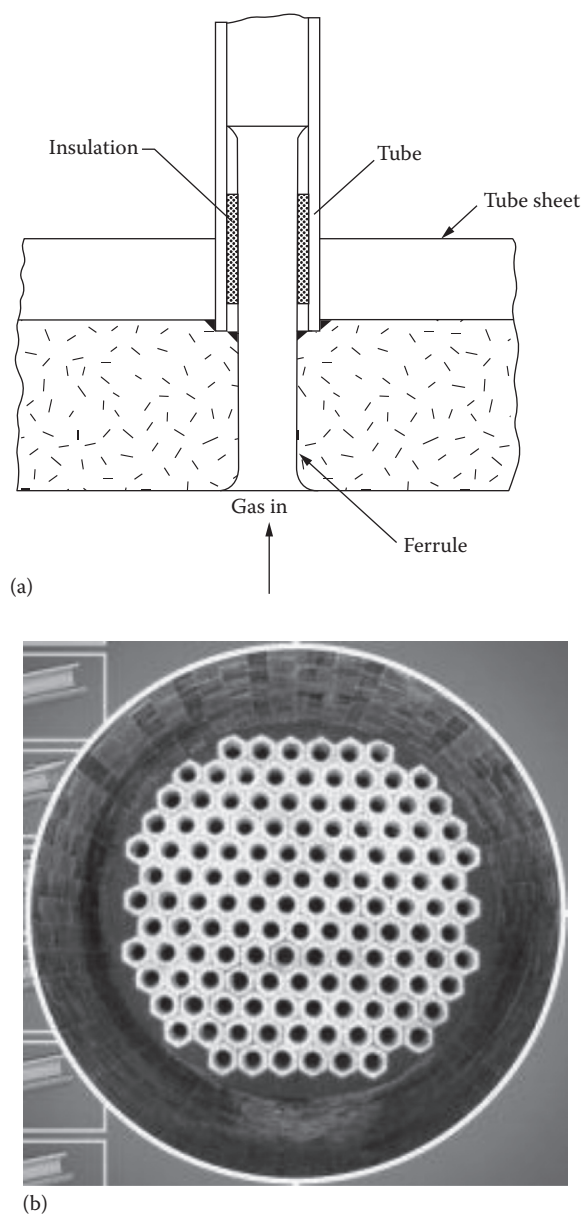 Insulation
Tube
Tube sheet
Gas in
Ferrule
(a)
(b)